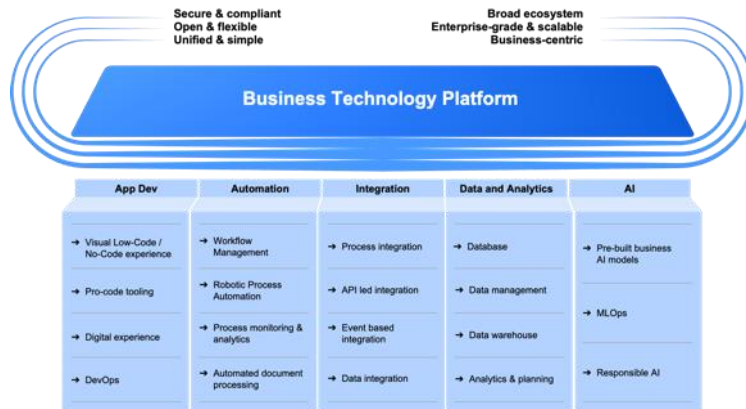 Secure & compliant
Open & flexible
Unified & simple
Broad ecosystem
Enterprise-grade & scalable
Business-centric
Business Technology Platform
App Dev
→ Visual Low-Code /
No-Code experience
→ Pro-code tooling
→ Digital experience
→ DevOps
Automation
→ Workflow
Management
→ Robotic Process
Automation
→ Process monitoring &
analytics
→ Automated document
processing
Integration
→ Process integration
→ API led integration
→ Event based
integration
→ Data integration
Data and Analytics
→ Database
→ Data management
→ Data warehouse
→ Analytics & planning
AI
→ Pre-built business
AI models
→ MLOps
→ Responsible AI